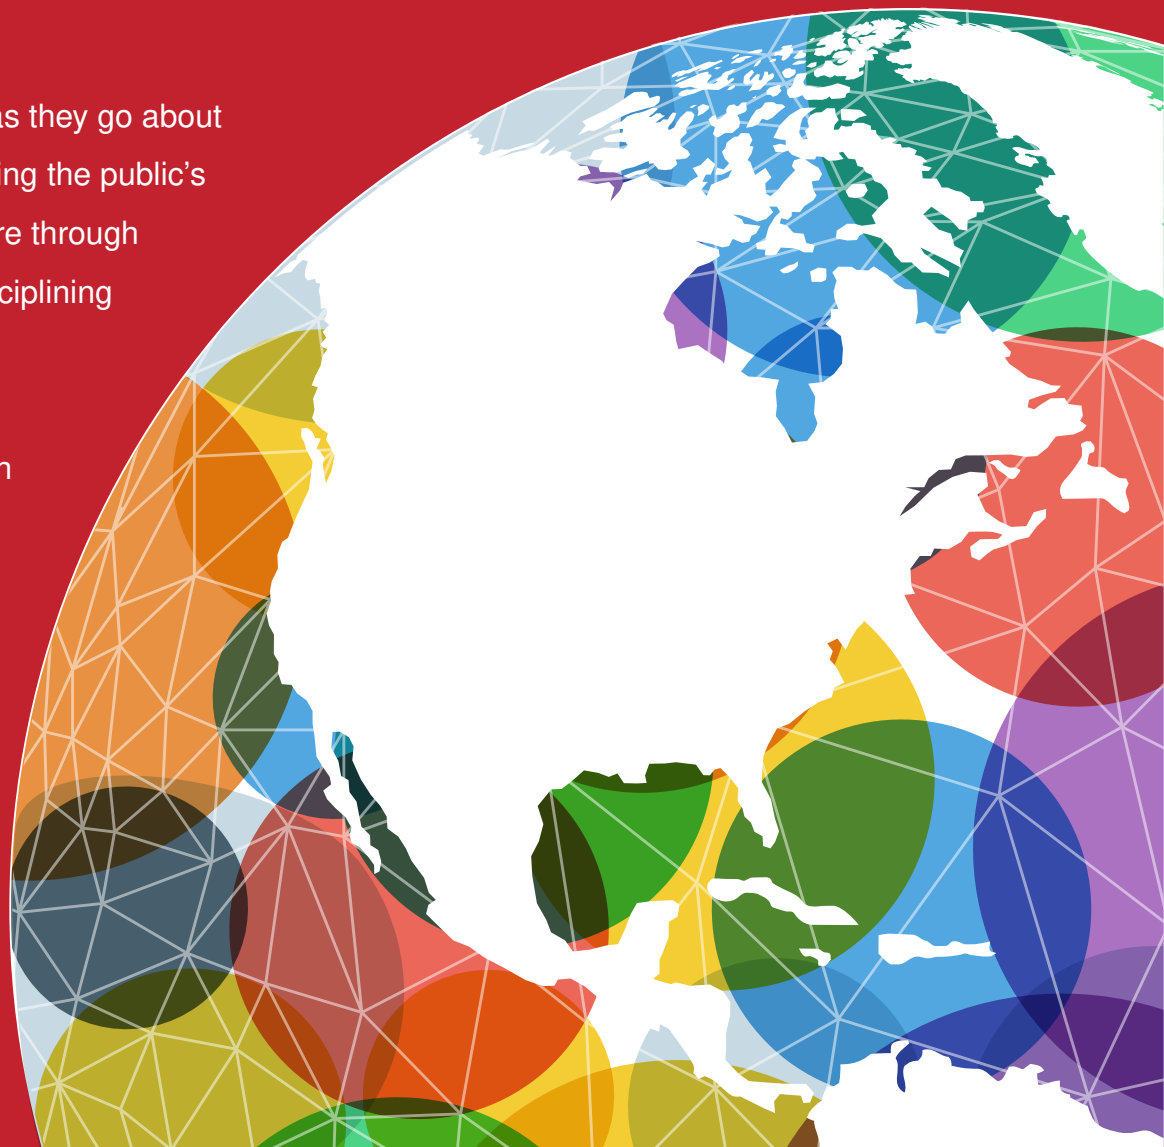 as they go about
ing the public's
re through
ciplining
n